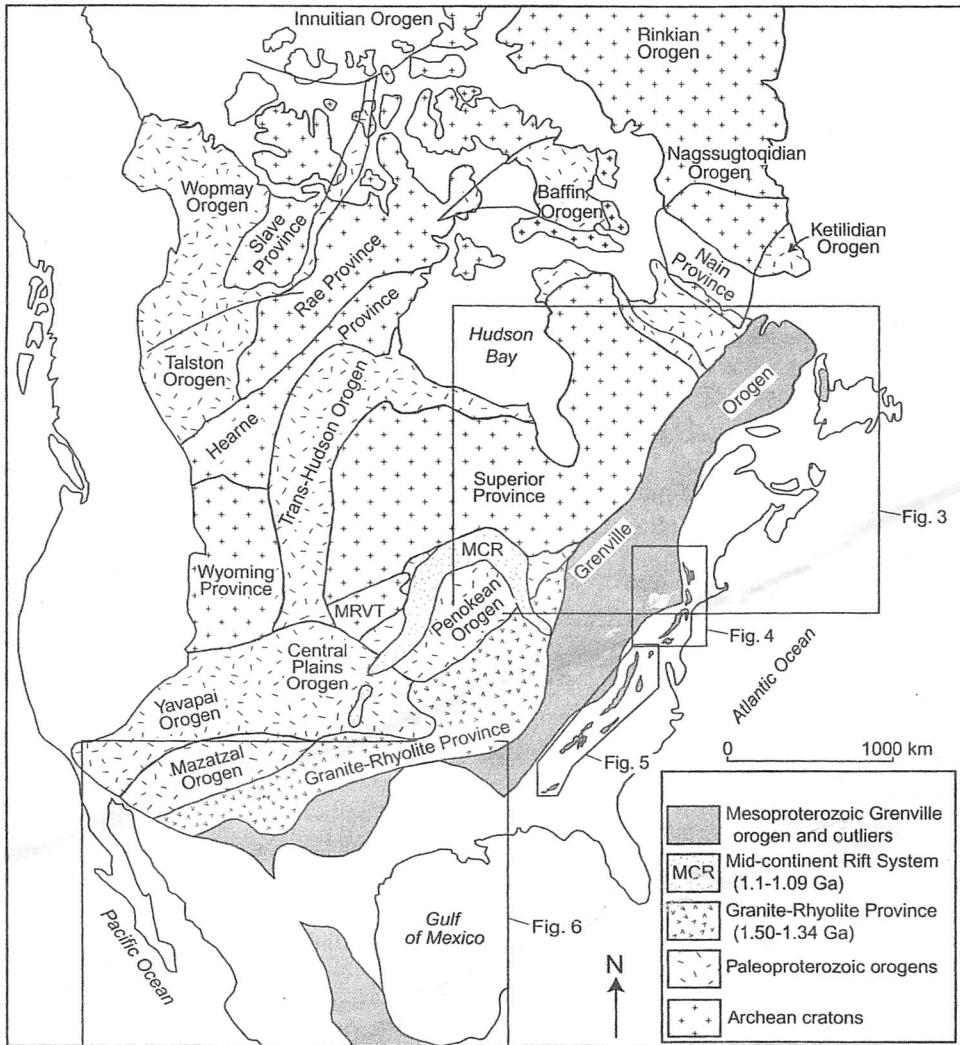 Innuitian Orogen
Rinkian
Orogen
Nagssugtoqidian
Orogen
Wopmay
Orogen
Baffin
Orogen
Ketilidian
Orogen
Slave
Province
Nain
Province
Rae Province
Province
Hudson
Bay
Talston
Orogen
Orogen
Hearne
Trans-Hudson Orogen
Superior
Province
Fig. 3
MCR
Grenville
Wyoming
Province
MRVT
Penokean
Orogen
Fig. 4
Central
Plains
Orogen
Atlantic Ocean
Yavapai
Orogen
0 1000 km
Mazatzal
Orogen
Granite-Rhyolite Province
Fig. 5
Mesoproterozoic Grenville
orogen and outliers
MCR
Mid-continent Rift System
(1.1-1.09 Ga)
Granite-Rhyolite Province
(1.50-1.34 Ga)
Gulf
of Mexico
Fig. 6
Pacific Ocean
N
Paleoproterozoic orogens
Archean cratons